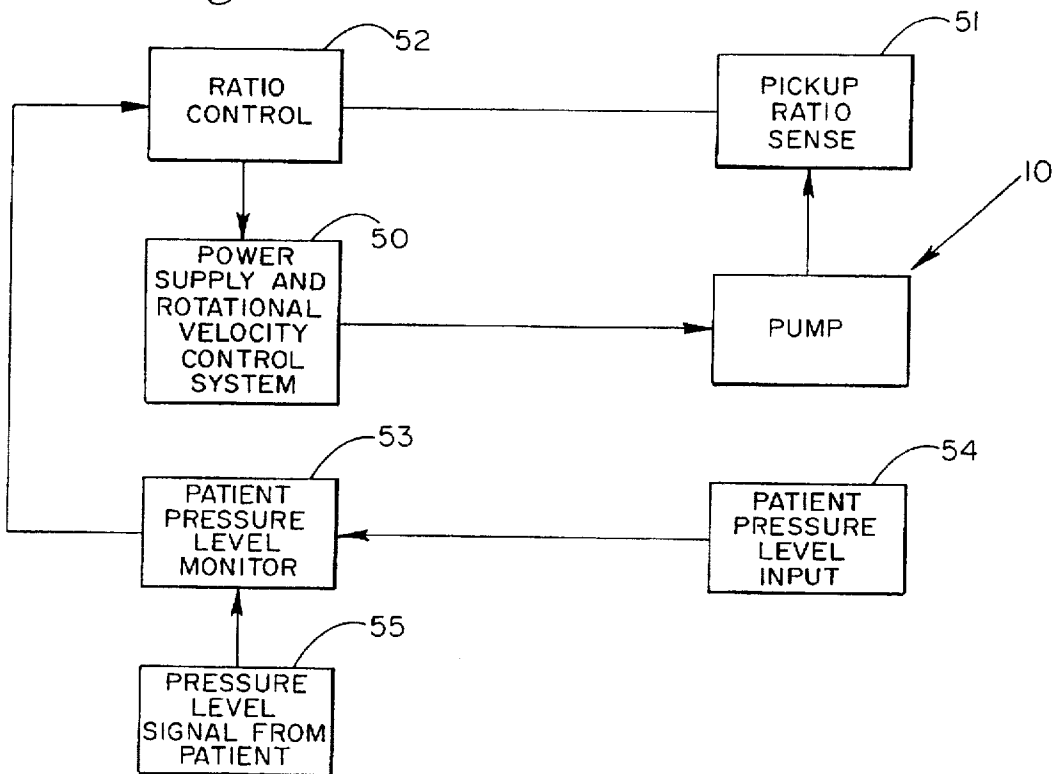 52
RATIO
CONTROL
51
PICKUP
RATIO
SENSE
10
50
POWER
SUPPLY AND
ROTATIONAL
VELOCITY
CONTROL
SYSTEM
PUMP
53
PATIENT
PRESSURE
LEVEL
MONITOR
54
PATIENT
PRESSURE
LEVEL
INPUT
55
PRESSURE
LEVEL
SIGNAL FROM
PATIENT